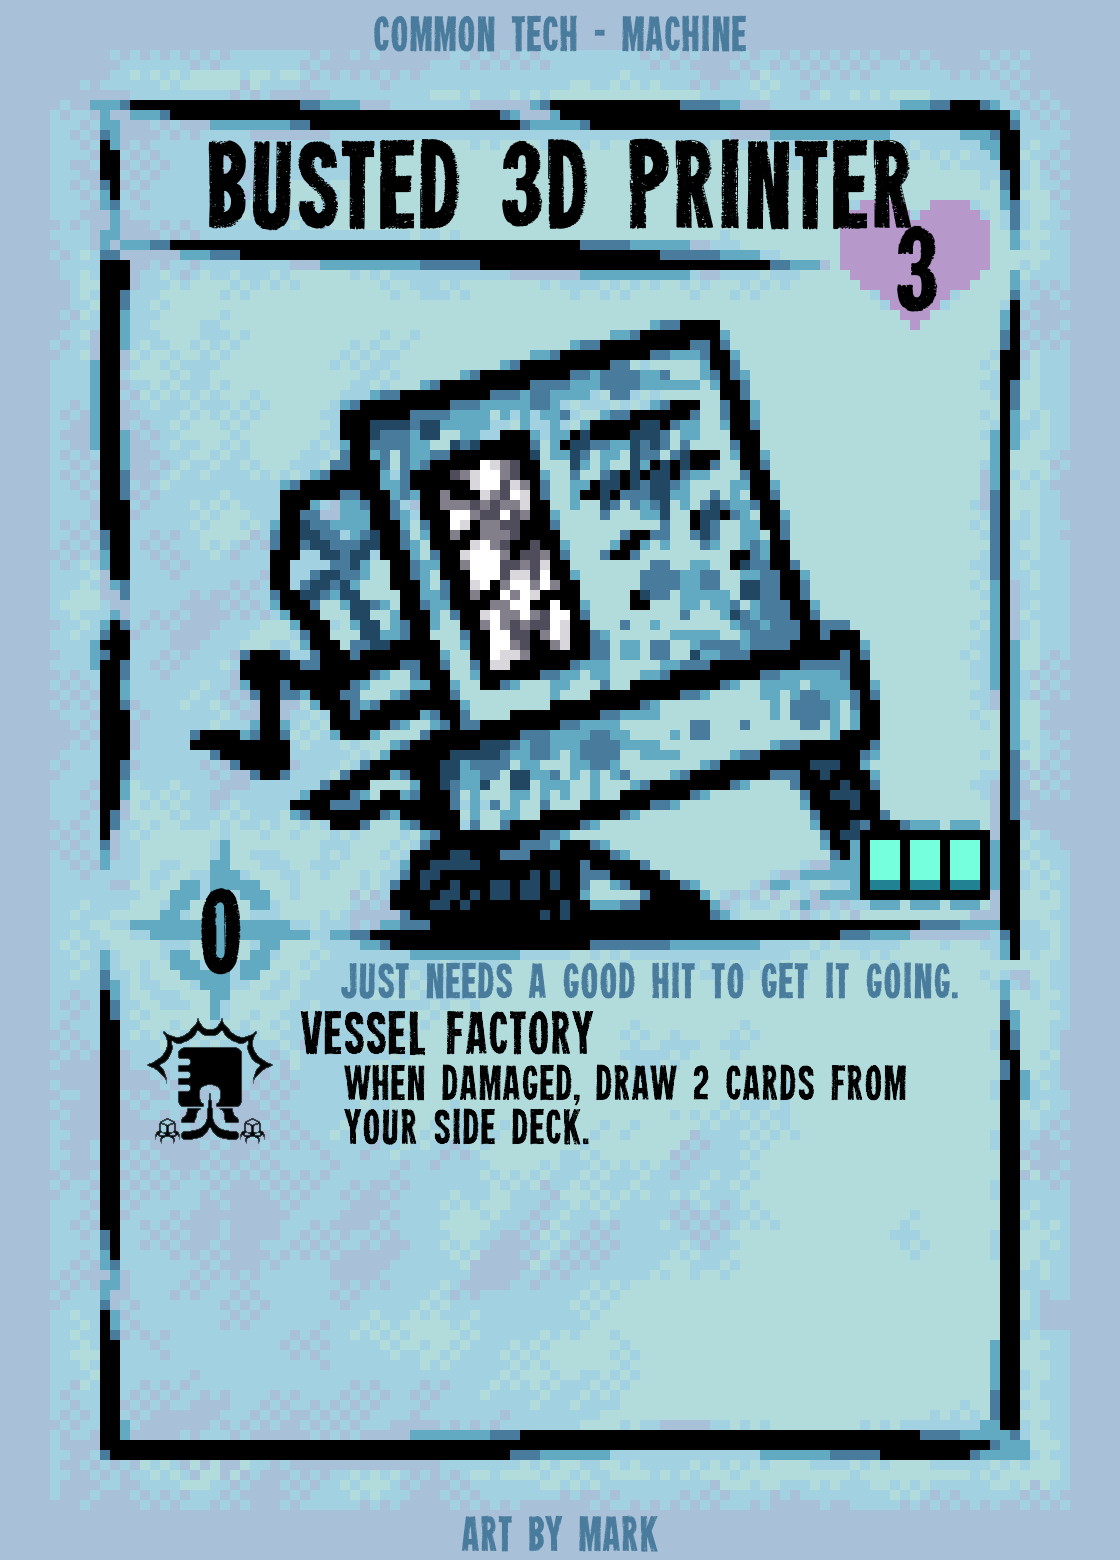 COMMON TECH - MACHINE
BUSTED 3D PRINTER
3
0
JUST NEEDS A GOOD HIT TO GET IT GOING.
VESSEL FACTORY
WHEN DAMAGED, DRAW 2 CARDS FROM
YOUR SIDE DECK.
ART BY MARK